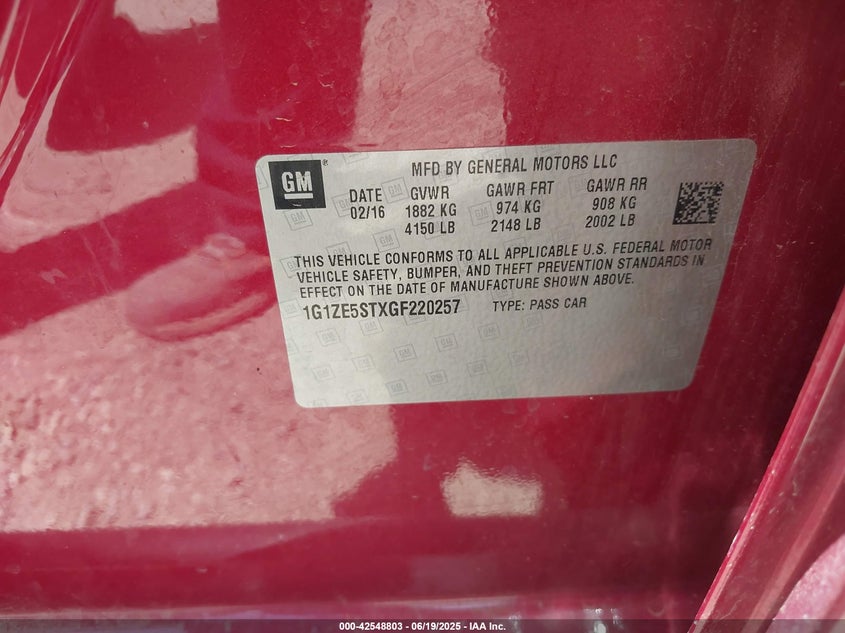 GM
MFD BY GENERAL MOTORS LLC
DATE GVWR GAWR FRT GAWR RR
02/16 1882 KG 974 KG 908 KG
4150 LB 2148 LB 2002 LB
THIS VEHICLE CONFORMS TO ALL APPLICABLE U.S. FEDERAL MOTOR
VEHICLE SAFETY, BUMPER, AND THEFT PREVENTION STANDARDS IN
EFFECT ON THE DATE OF MANUFACTURE SHOWN ABOVE.
1G1ZE5STXGF220257 TYPE: PASS CAR
000-42548803 - 06/19/2025 - IAA Inc.